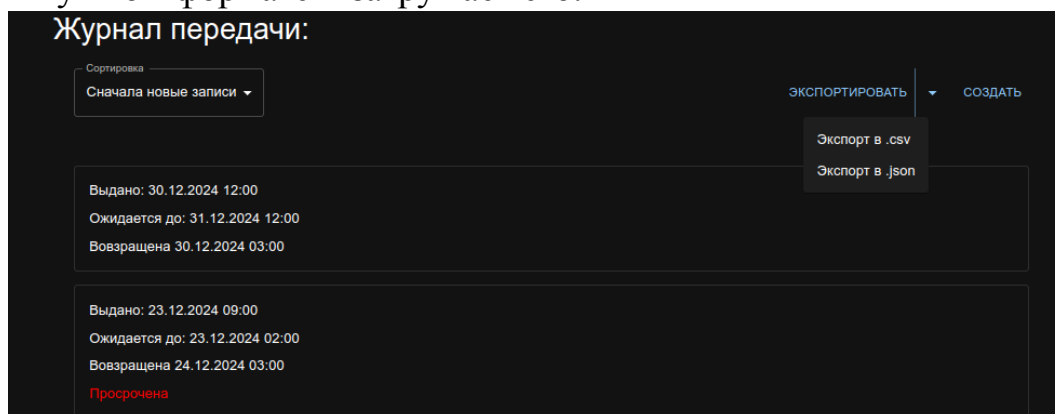 Журнал передачи:
Сортировка
Сначала новые записи
ЭКСПОРТИРОВАТЬ
СОЗДАТЬ
Экспорт в .csv
Экспорт в .json
Выдано: 30.12.2024 12:00
Ожидается до: 31.12.2024 12:00
Вовзращена 30.12.2024 03:00
Выдано: 23.12.2024 09:00
Ожидается до: 23.12.2024 02:00
Вовзращена 24.12.2024 03:00
Просрочена